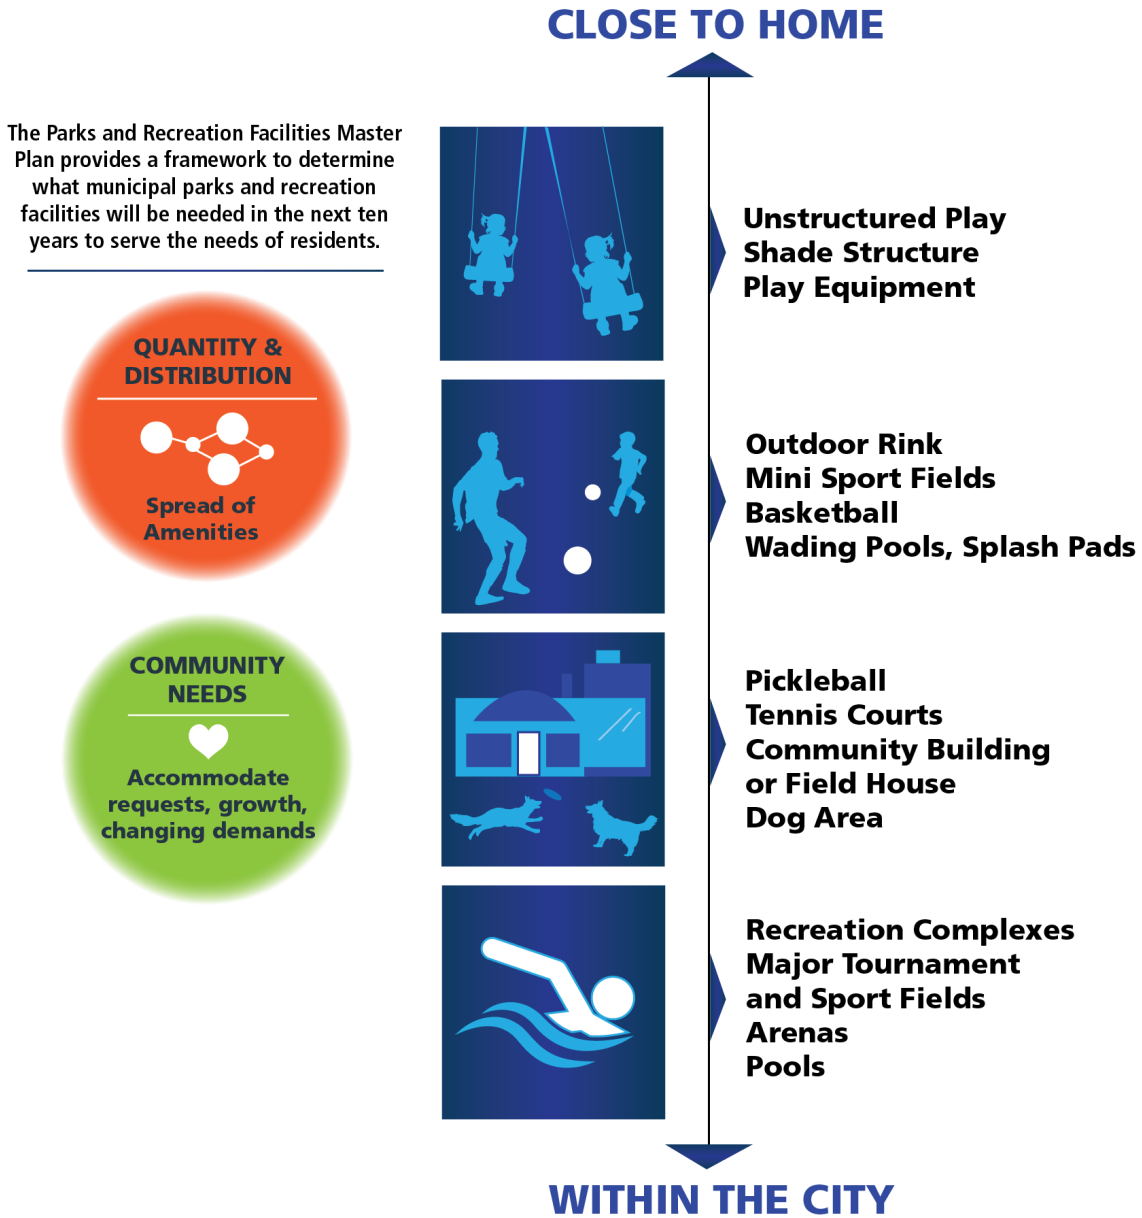 CLOSE TO HOME
The Parks and Recreation Facilities Master
Plan provides a framework to determine
what municipal parks and recreation
facilities will be needed in the next ten
years to serve the needs of residents.
QUANTITY &
DISTRIBUTION
Spread of
Amenities
COMMUNITY
NEEDS
Accommodate
requests, growth,
changing demands
Unstructured Play
Shade Structure
Play Equipment
Outdoor Rink
Mini Sport Fields
Basketball
Wading Pools, Splash Pads
Pickleball
Tennis Courts
Community Building
or Field House
Dog Area
Recreation Complexes
Major Tournament
and Sport Fields
Arenas
Pools
WITHIN THE CITY